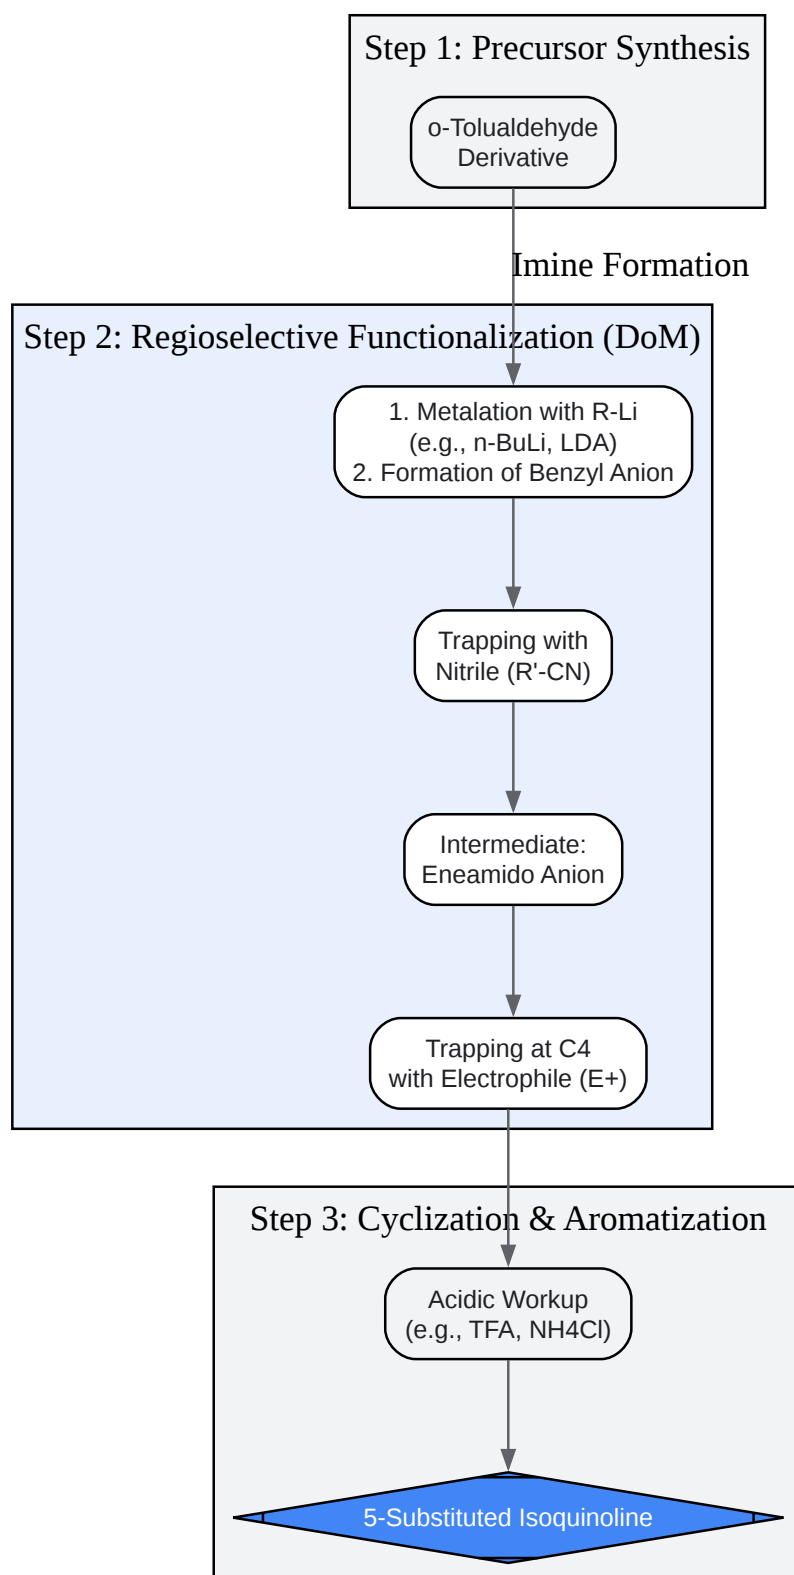 Step 1: Precursor Synthesis
o-Tolualdehyde
Derivative
Imine Formation
Step 2: Regioselective Functionalization (DoM)
1. Metalation with R-Li
(e.g., n-BuLi, LDA)
2. Formation of Benzyl Anion
Trapping with
Nitrile (R'-CN)
Intermediate:
Eneamido Anion
Trapping at C4
with Electrophile (E+)
Step 3: Cyclization & Aromatization
Acidic Workup
(e.g., TFA, NH4Cl)
5-Substituted Isoquinoline